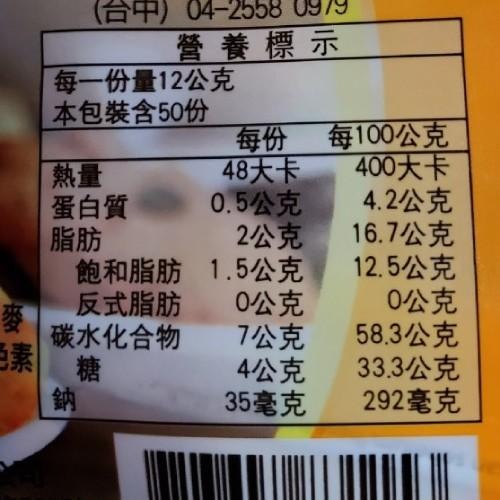 (台中) 04-2558 0979
營養標示
每一份量12公克
本包裝含50份
每份 每100公克
熱量 48大卡 400大卡
蛋白質 0.5公克 4.2公克
脂肪 2公克 16.7公克
飽和脂肪 1.5公克 12.5公克
反式脂肪 0公克 0公克
碳水化合物 7公克 58.3公克
糖 4公克 33.3公克
鈉 35毫克 292毫克
麥
色素